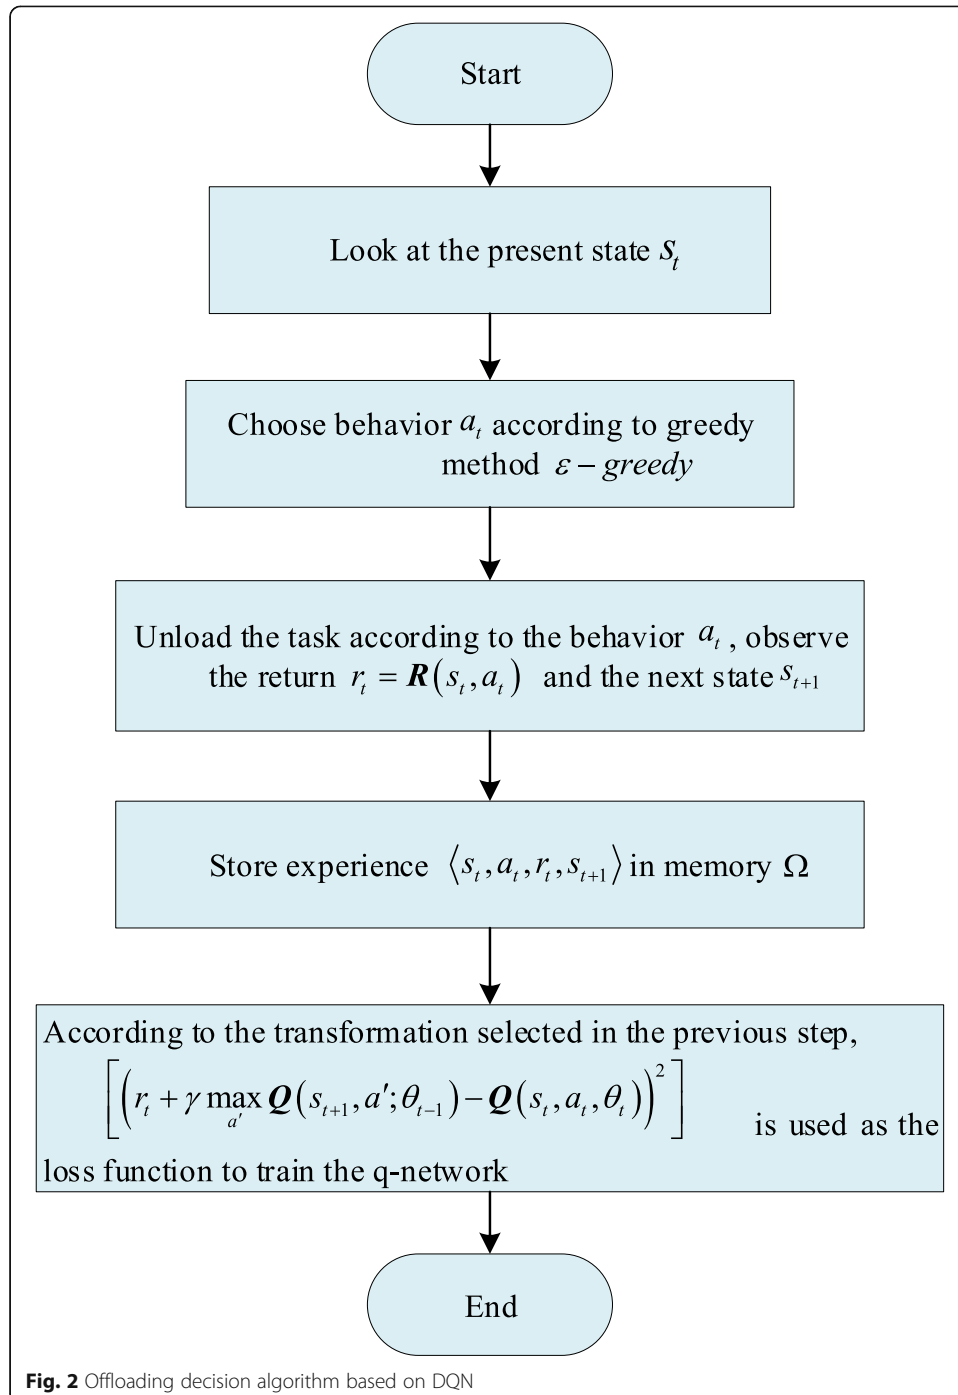 Start
Look at the present state s_t
Choose behavior a_t according to greedy
method ε − greedy
Unload the task according to the behavior a_t , observe
the return r_t = R(s_t, a_t) and the next state s_{t+1}
Store experience ⟨s_t, a_t, r_t, s_{t+1}⟩ in memory Ω
According to the transformation selected in the previous step,
[(r_t + γ max_{a′} Q(s_{t+1}, a′; θ_{t−1}) − Q(s_t, a_t, θ_t))^2] is used as the
loss function to train the q-network
End
Fig. 2 Offloading decision algorithm based on DQN